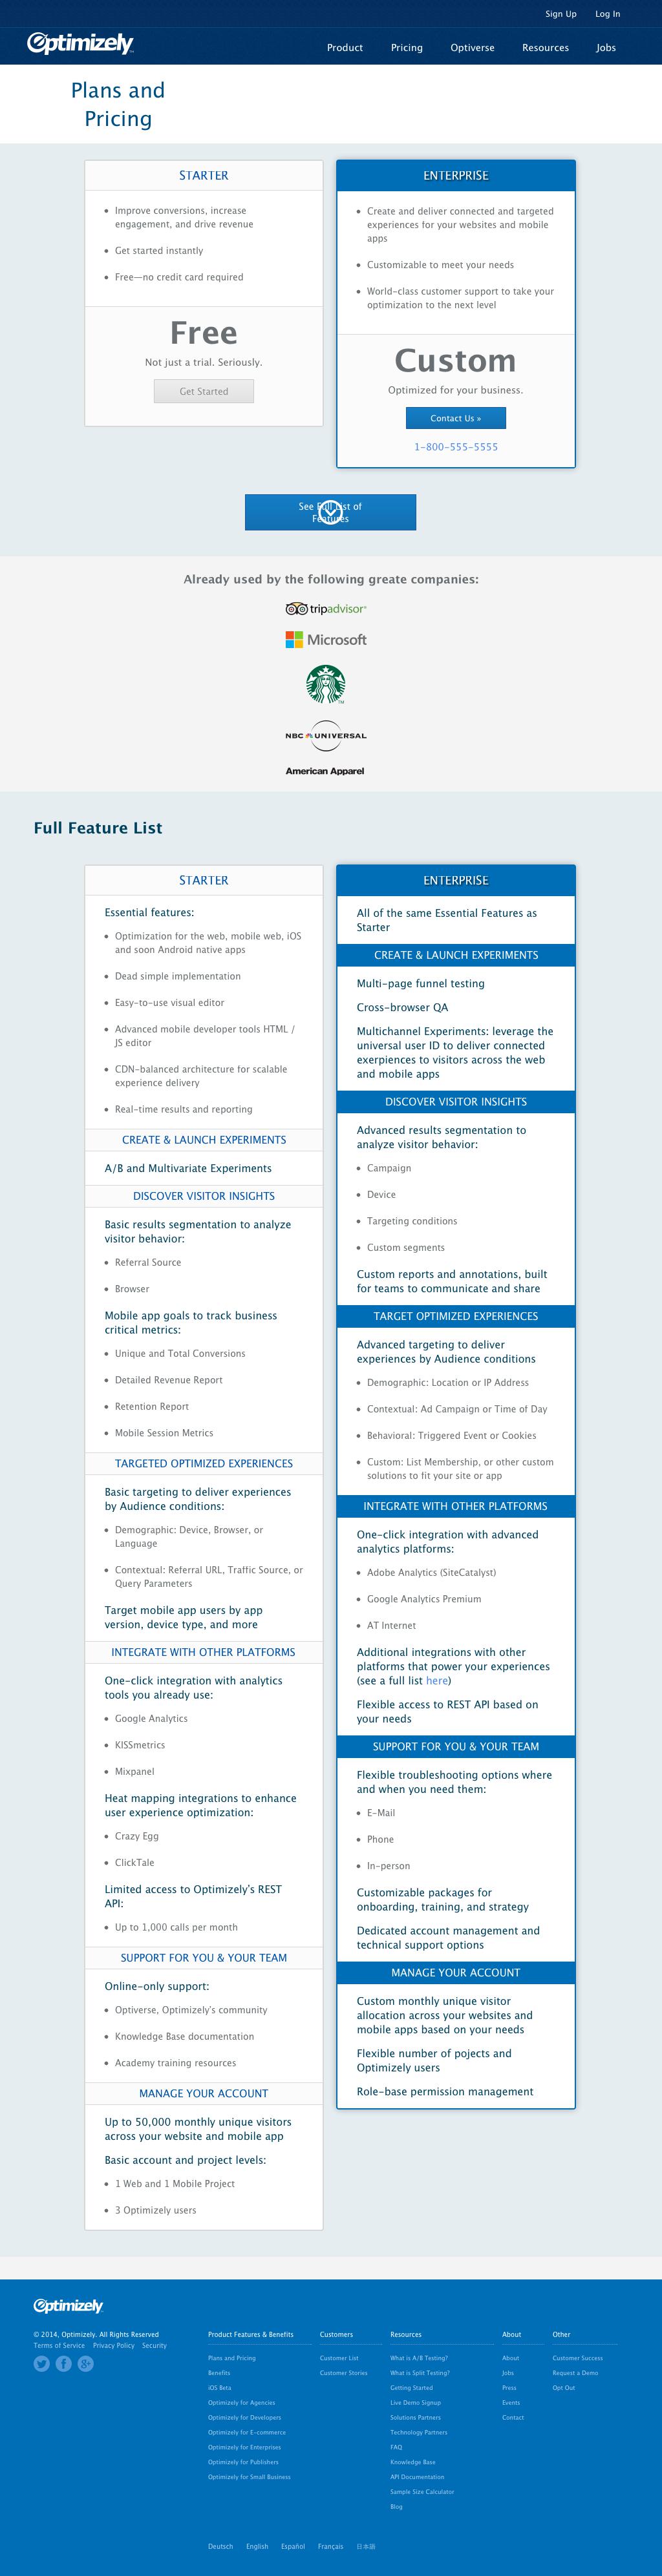 Sign Up Log In
Optimizely
Product Pricing Optiverse Resources Jobs
Plans and
Pricing
STARTER
Improve conversions, increase
engagement, and drive revenue
Get started instantly
Free—no credit card required
Free
Not just a trial. Seriously.
Get Started
ENTERPRISE
Create and deliver connected and targeted
experiences for your websites and mobile
apps
Customizable to meet your needs
World-class customer support to take your
optimization to the next level
Custom
Optimized for your business.
Contact Us »
1-800-555-5555
See Full List of
Features
Already used by the following greate companies:
tripadvisor
Microsoft
NBC UNIVERSAL
American Apparel
Full Feature List
STARTER
Essential features:
Optimization for the web, mobile web, iOS
and soon Android native apps
Dead simple implementation
Easy-to-use visual editor
Advanced mobile developer tools HTML /
JS editor
CDN-balanced architecture for scalable
experience delivery
Real-time results and reporting
CREATE & LAUNCH EXPERIMENTS
A/B and Multivariate Experiments
DISCOVER VISITOR INSIGHTS
Basic results segmentation to analyze
visitor behavior:
Referral Source
Browser
Mobile app goals to track business
critical metrics:
Unique and Total Conversions
Detailed Revenue Report
Retention Report
Mobile Session Metrics
TARGETED OPTIMIZED EXPERIENCES
Basic targeting to deliver experiences
by Audience conditions:
Demographic: Device, Browser, or
Language
Contextual: Referral URL, Traffic Source, or
Query Parameters
Target mobile app users by app
version, device type, and more
INTEGRATE WITH OTHER PLATFORMS
One-click integration with analytics
tools you already use:
Google Analytics
KISSmetrics
Mixpanel
Heat mapping integrations to enhance
user experience optimization:
Crazy Egg
ClickTale
Limited access to Optimizely's REST
API:
Up to 1,000 calls per month
SUPPORT FOR YOU & YOUR TEAM
Online-only support:
Optiverse, Optimizely's community
Knowledge Base documentation
Academy training resources
MANAGE YOUR ACCOUNT
Up to 50,000 monthly unique visitors
across your website and mobile app
Basic account and project levels:
1 Web and 1 Mobile Project
3 Optimizely users
ENTERPRISE
All of the same Essential Features as
Starter
CREATE & LAUNCH EXPERIMENTS
Multi-page funnel testing
Cross-browser QA
Multichannel Experiments: leverage the
universal user ID to deliver connected
exerpiences to visitors across the web
and mobile apps
DISCOVER VISITOR INSIGHTS
Advanced results segmentation to
analyze visitor behavior:
Campaign
Device
Targeting conditions
Custom segments
Custom reports and annotations, built
for teams to communicate and share
TARGET OPTIMIZED EXPERIENCES
Advanced targeting to deliver
experiences by Audience conditions
Demographic: Location or IP Address
Contextual: Ad Campaign or Time of Day
Behavioral: Triggered Event or Cookies
Custom: List Membership, or other custom
solutions to fit your site or app
INTEGRATE WITH OTHER PLATFORMS
One-click integration with advanced
analytics platforms:
Adobe Analytics (SiteCatalyst)
Google Analytics Premium
AT Internet
Additional integrations with other
platforms that power your experiences
(see a full list here)
Flexible access to REST API based on
your needs
SUPPORT FOR YOU & YOUR TEAM
Flexible troubleshooting options where
and when you need them:
E-Mail
Phone
In-person
Customizable packages for
onboarding, training, and strategy
Dedicated account management and
technical support options
MANAGE YOUR ACCOUNT
Custom monthly unique visitor
allocation across your websites and
mobile apps based on your needs
Flexible number of pojects and
Optimizely users
Role-base permission management
Optimizely
© 2014, Optimizely. All Rights Reserved
Terms of Service Privacy Policy Security
Product Features & Benefits
Plans and Pricing
Benefits
iOS Beta
Optimizely for Agencies
Optimizely for Developers
Optimizely for E-commerce
Optimizely for Enterprises
Optimizely for Publishers
Optimizely for Small Business
Customers
Customer List
Customer Stories
Resources
What is A/B Testing?
What is Split Testing?
Getting Started
Live Demo Signup
Solutions Partners
Technology Partners
FAQ
Knowledge Base
API Documentation
Sample Size Calculator
Blog
About
About
Jobs
Press
Events
Contact
Other
Customer Success
Request a Demo
Opt Out
Deutsch English Español Français 日本語